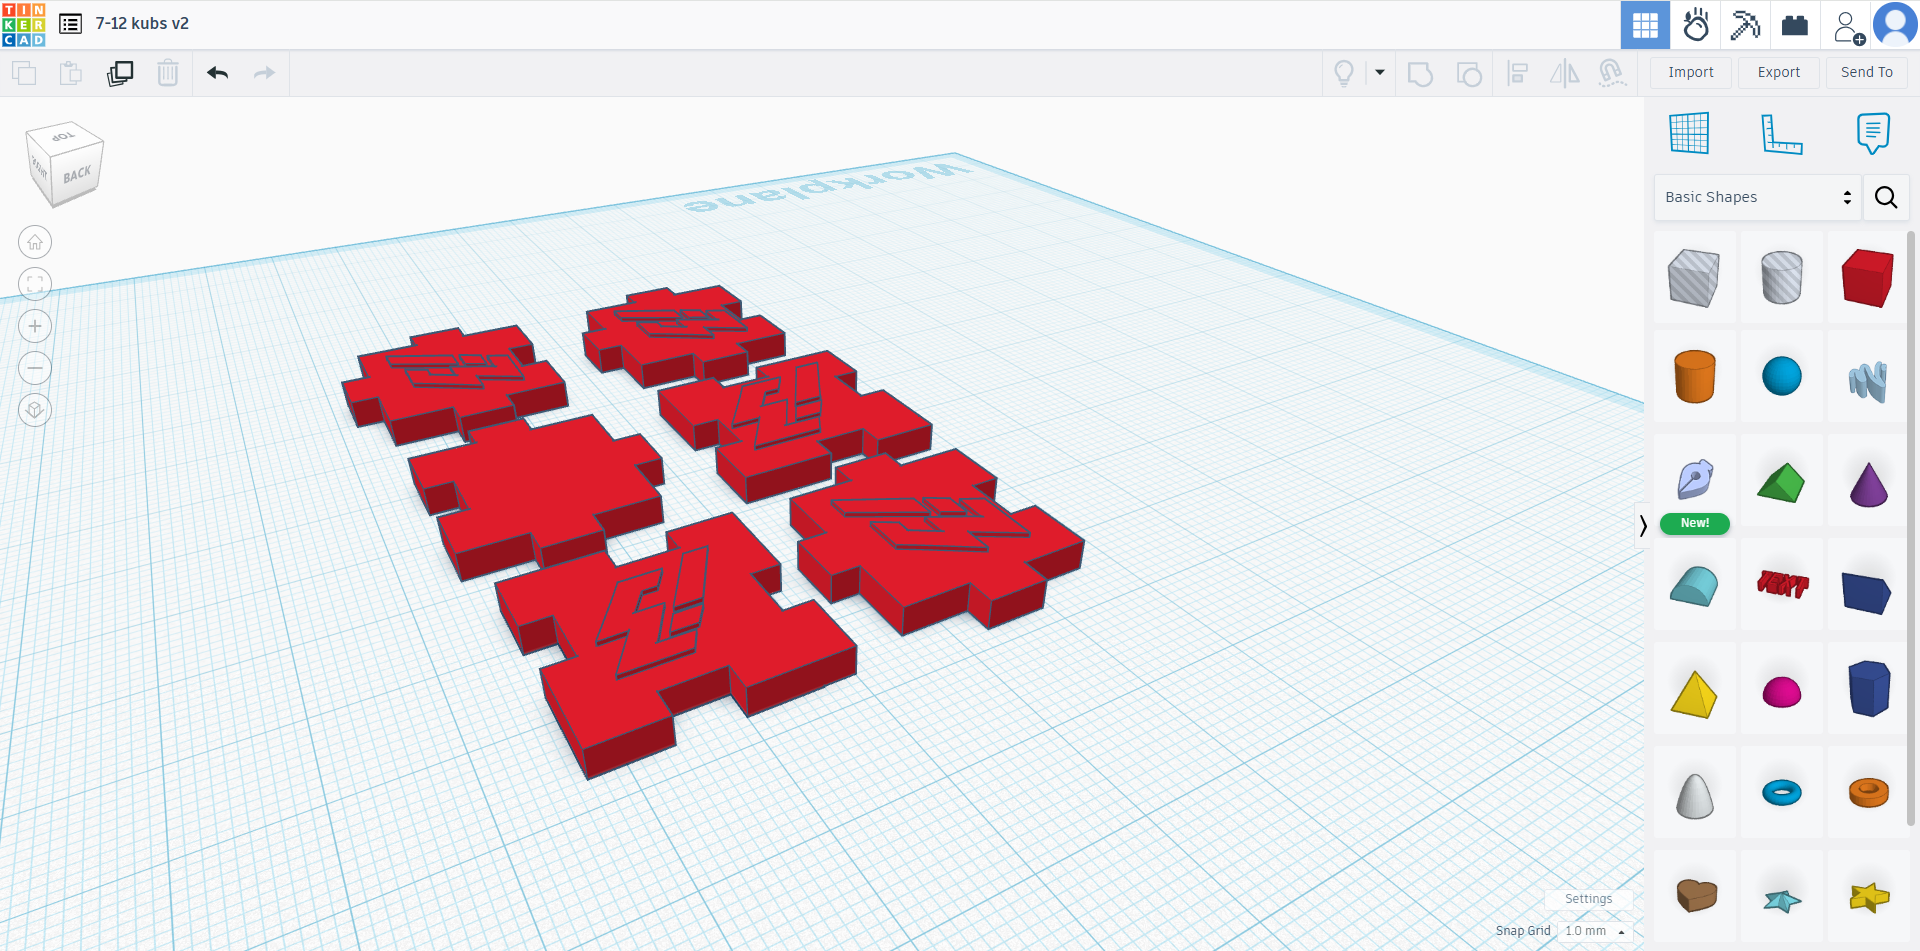 TIN
KER
CAD
7-12 kubs v2
Import
Export
Send To
TOP
RIGHT
BACK
Workplane
Basic Shapes
New!
TEXT
Settings
Snap Grid 1.0 mm